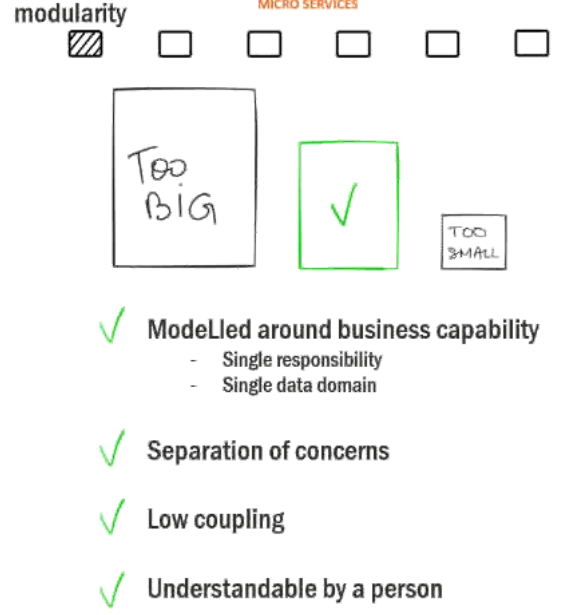 MICRO SERVICES
modularity
TOO
BIG
TOO
SMALL
ModeLled around business capability
- Single responsibility
- Single data domain
Separation of concerns
Low coupling
Understandable by a person